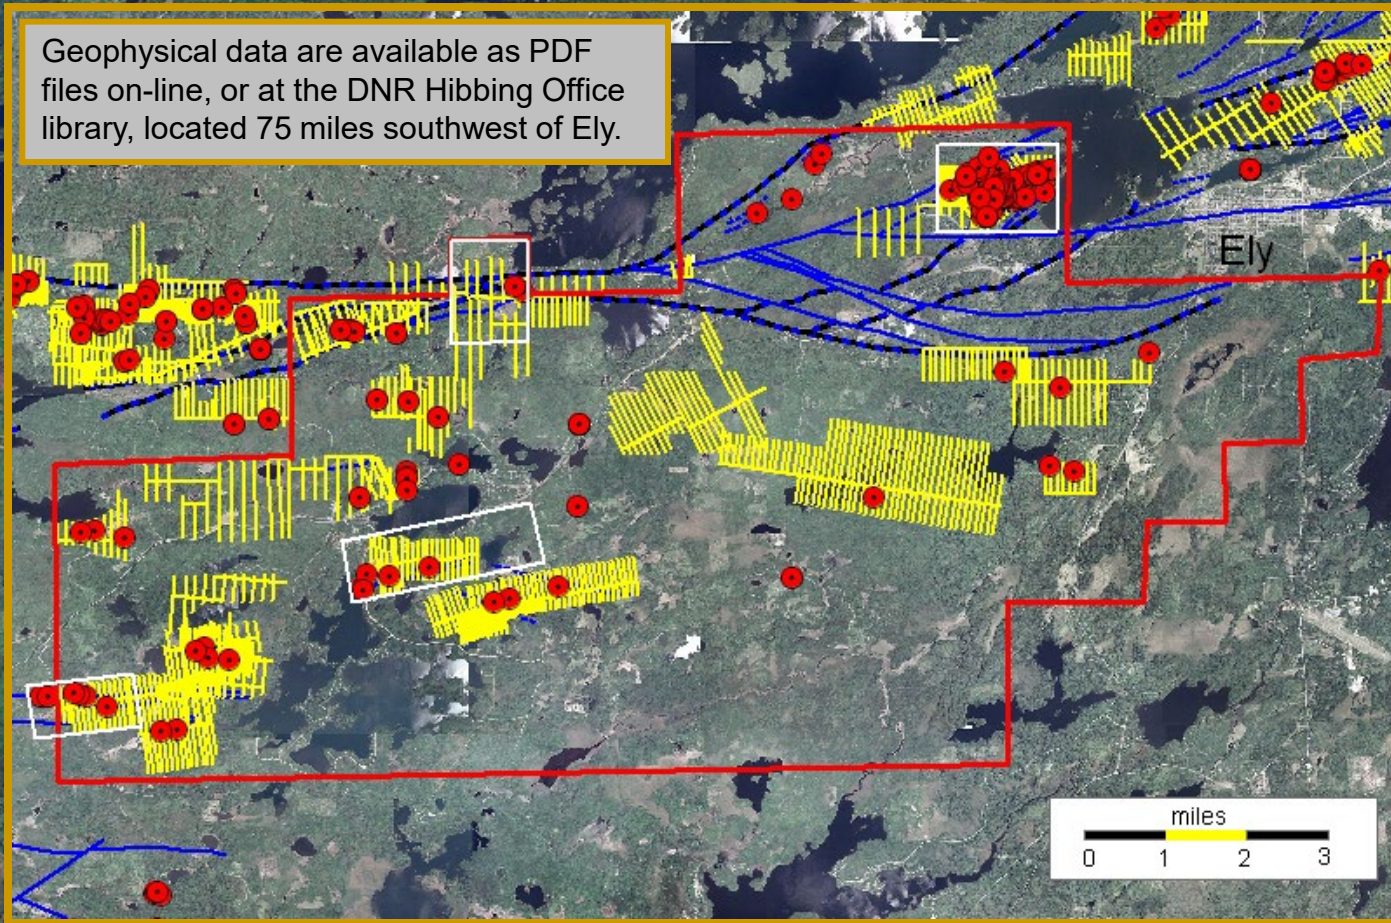 Geophysical data are available as PDF
files on-line, or at the DNR Hibbing Office
library, located 75 miles southwest of Ely.
Ely
miles
0 1 2 3